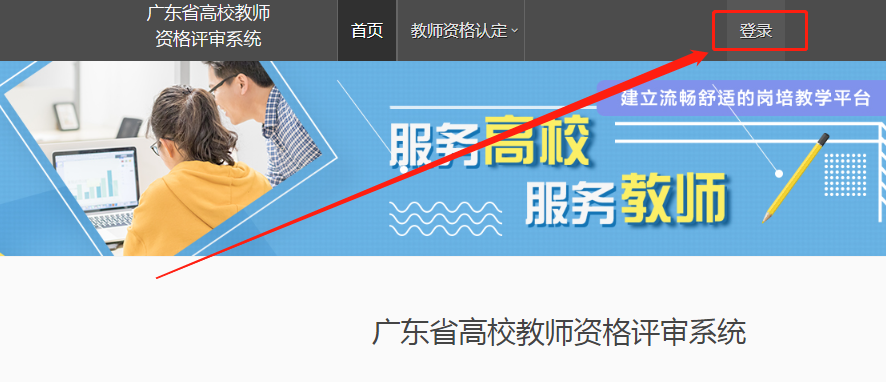 广东省高校教师
资格评审系统
首页
教师资格认定
登录
建立流畅舒适的岗培教学平台
服务高校
服务教师
广东省高校教师资格评审系统